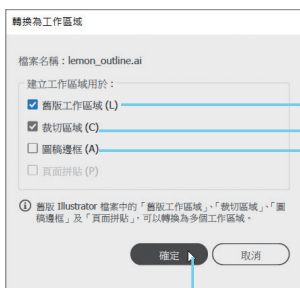 轉換為工作區域
檔案名稱：lemon_outline.ai
建立工作區域用於：
舊版工作區域 (L)
裁切區域 (C)
圖稿邊框 (A)
頁面拼貼 (P)
舊版 Illustrator 檔案中的「舊版工作區域」、「裁切區域」、「圖
稿邊框」及「頁面拼貼」，可以轉換為多個工作區域。
確定
取消